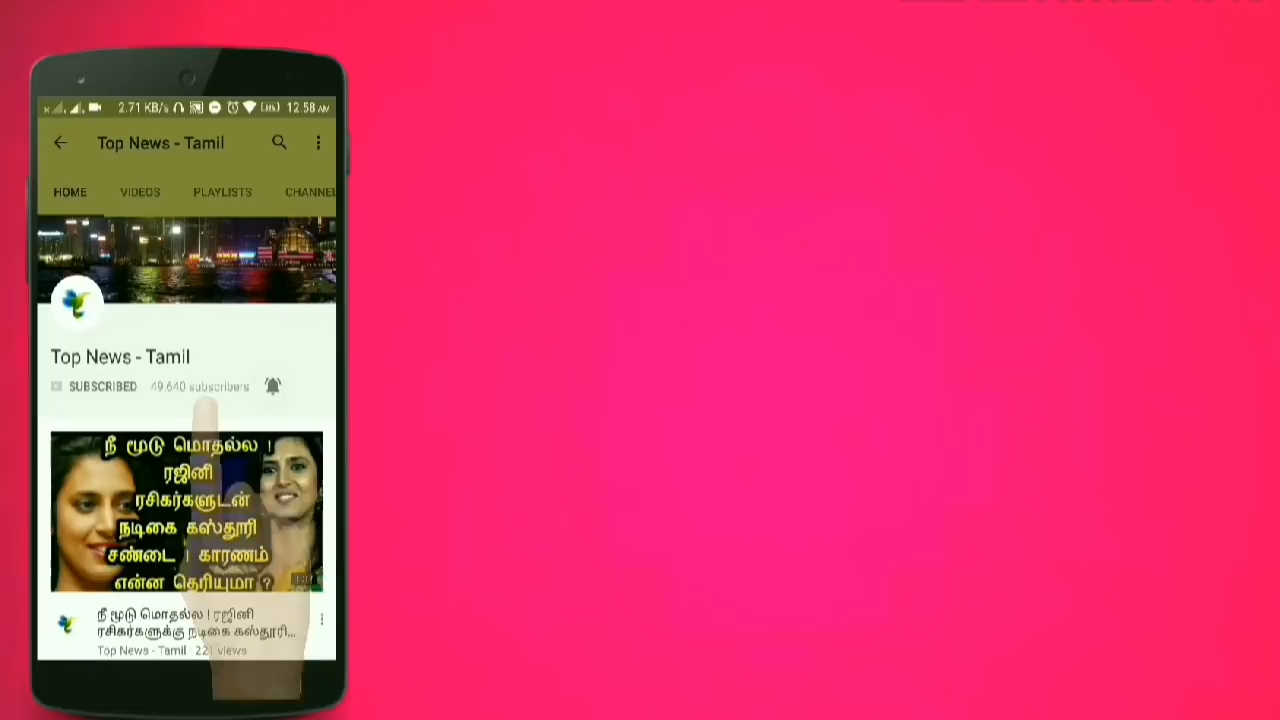 2.71 KB/s 12.58 AM
Top News - Tamil
HOME VIDEOS PLAYLISTS CHANNEL
Top News - Tamil
SUBSCRIBED 49,640 subscribers
நீ மூடு மொதல்ல !
ரஜினி
ரசிகர்களுடன்
நடிகை கஸ்தூரி
சண்டை ! காரணம்
என்ன தெரியுமா ?
நீ மூடு மொதல்ல ! ரஜினி
ரசிகர்களுக்கு நடிகை கஸ்தூரி...
Top News - Tamil 221 views